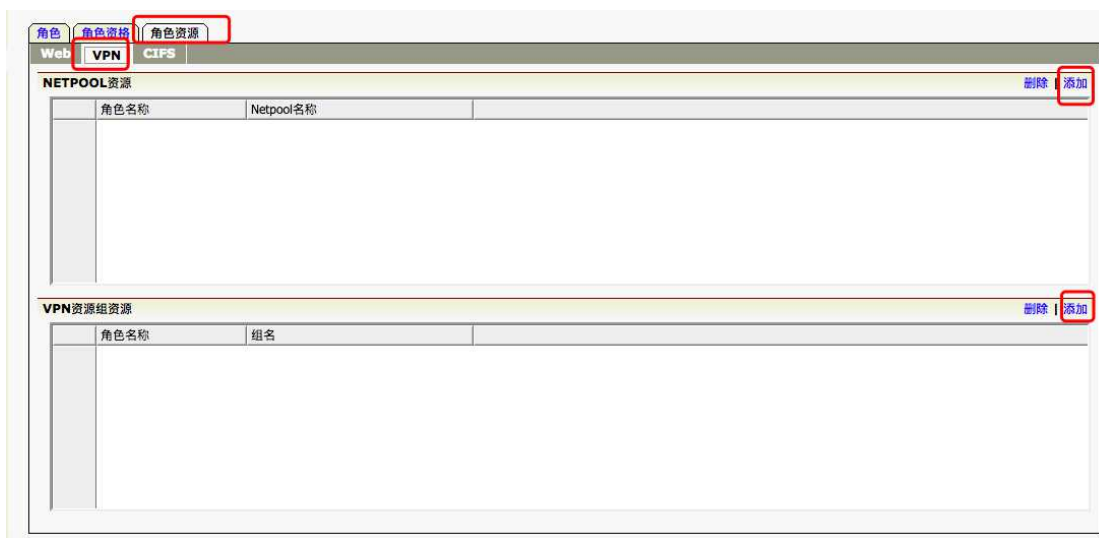 角色 角色资格 角色资源
Web VPN CIFS
NETPOOL资源 删除 | 添加
角色名称 Netpool名称
VPN资源组资源 删除 | 添加
角色名称 组名